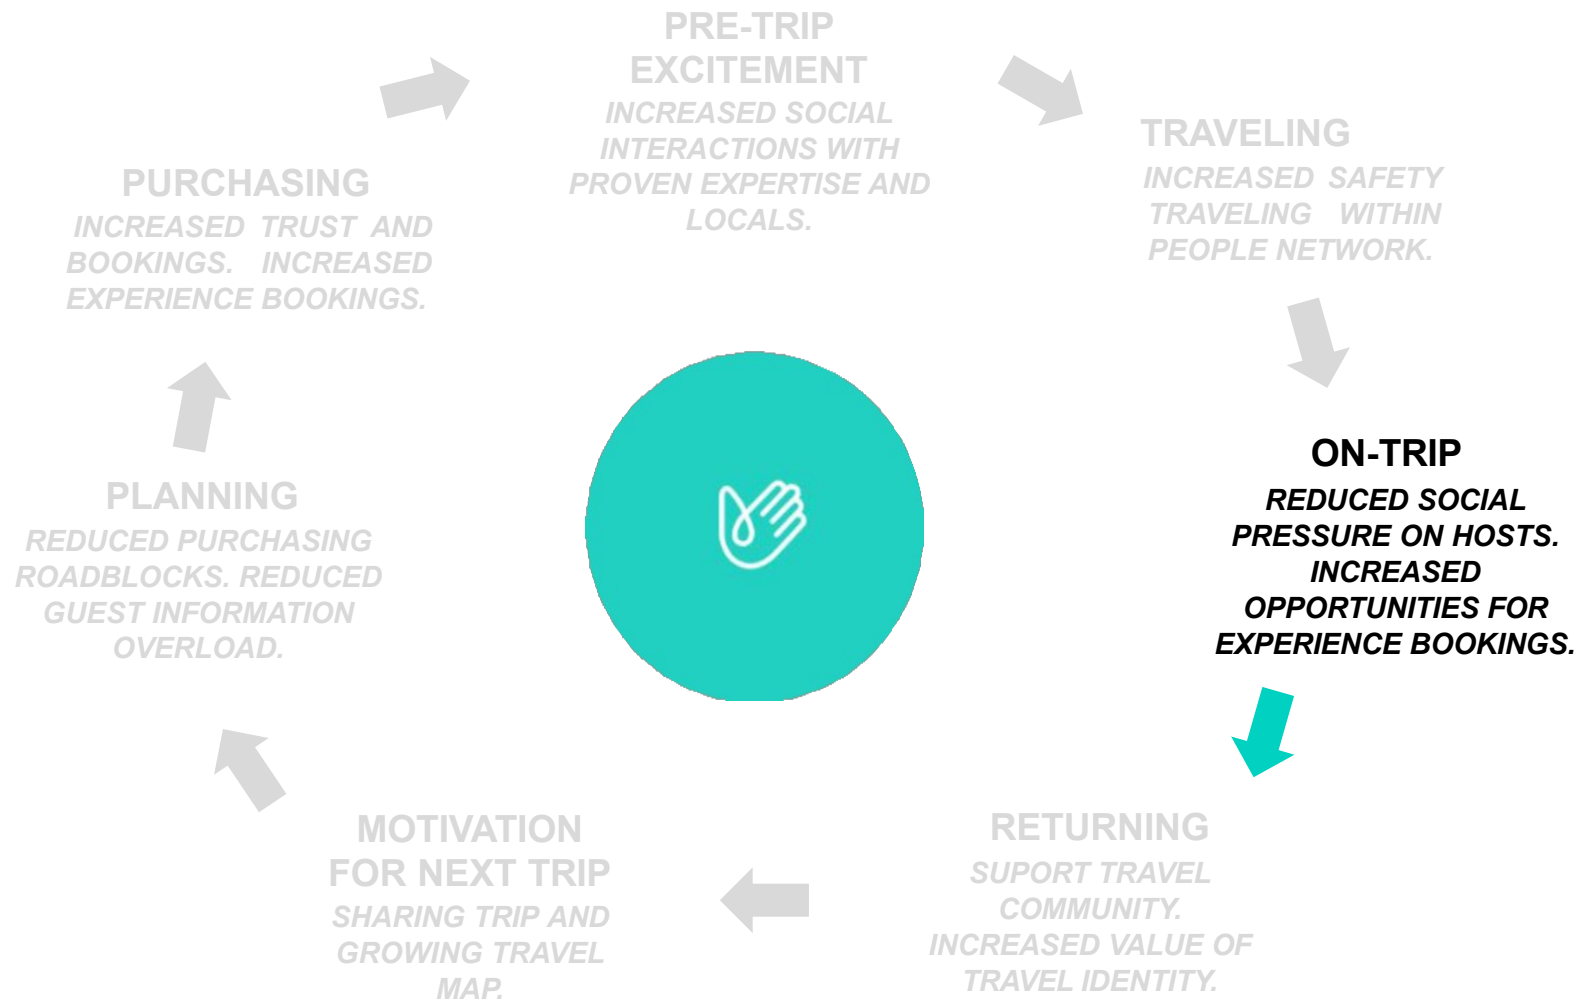 PRE-TRIP
EXCITEMENT
INCREASED SOCIAL
INTERACTIONS WITH
PROVEN EXPERTISE AND
LOCALS.
TRAVELING
INCREASED SAFETY
TRAVELING WITHIN
PEOPLE NETWORK.
ON-TRIP
REDUCED SOCIAL
PRESSURE ON HOSTS.
INCREASED
OPPORTUNITIES FOR
EXPERIENCE BOOKINGS.
RETURNING
SUPORT TRAVEL
COMMUNITY.
INCREASED VALUE OF
TRAVEL IDENTITY.
MOTIVATION
FOR NEXT TRIP
SHARING TRIP AND
GROWING TRAVEL
MAP.
PLANNING
REDUCED PURCHASING
ROADBLOCKS. REDUCED
GUEST INFORMATION
OVERLOAD.
PURCHASING
INCREASED TRUST AND
BOOKINGS. INCREASED
EXPERIENCE BOOKINGS.